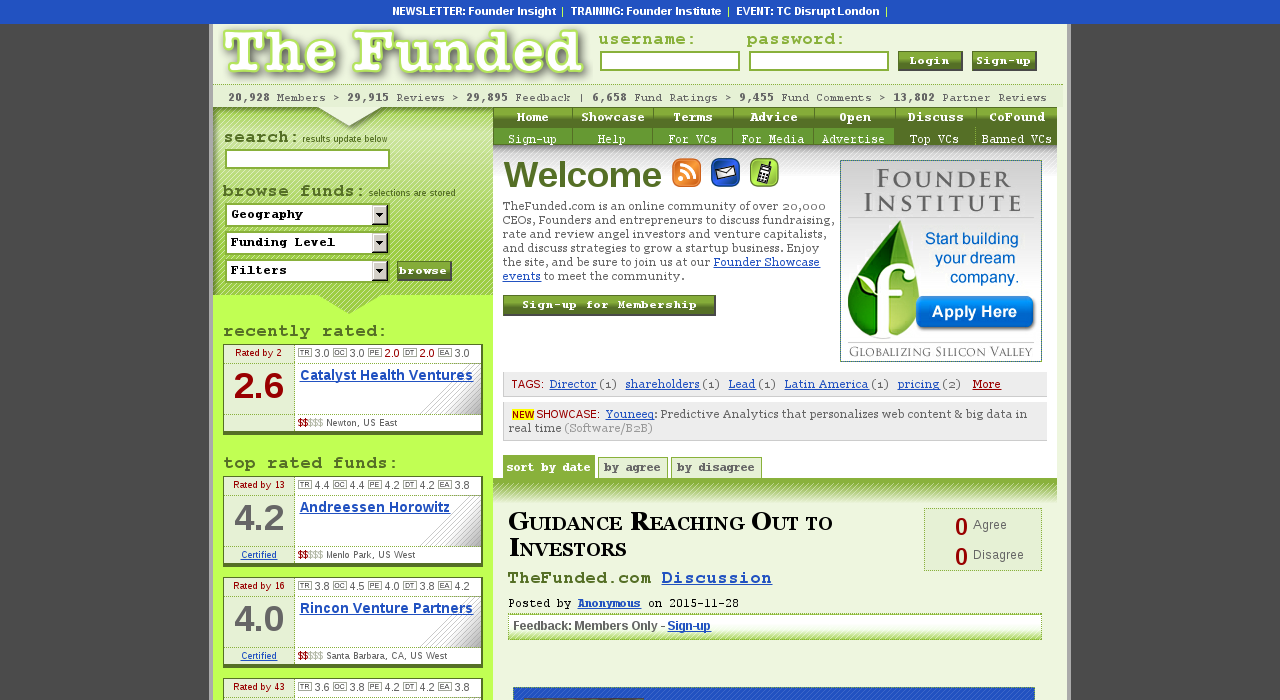 NEWSLETTER: Founder Insight | TRAINING: Founder Institute | EVENT: TC Disrupt London |
The Funded
username: password:
Login Sign-up
20,928 Members > 29,915 Reviews > 29,895 Feedback | 6,658 Fund Ratings > 9,455 Fund Comments > 13,802 Partner Reviews
search: results update below
browse funds: selections are stored
Geography
Funding Level
Filters browse
recently rated:
Rated by 2 TR 3.0 OC 3.0 PE 2.0 DT 2.0 EA 3.0
2.6 Catalyst Health Ventures
$$$$$ Newton, US East
top rated funds:
Rated by 13 TR 4.4 OC 4.4 PE 4.2 DT 4.2 EA 3.8
4.2 Andreessen Horowitz
Certified $$$$$ Menlo Park, US West
Rated by 16 TR 3.8 OC 4.5 PE 4.0 DT 3.8 EA 4.2
4.0 Rincon Venture Partners
Certified $$$$$ Santa Barbara, CA, US West
Rated by 43 TR 3.6 OC 3.8 PE 4.2 DT 4.2 EA 3.8
Home Showcase Terms Advice Open Discuss CoFound
Sign-up Help For VCs For Media Advertise Top VCs Banned VCs
Welcome
TheFunded.com is an online community of over 20,000
CEOs, Founders and entrepreneurs to discuss fundraising,
rate and review angel investors and venture capitalists,
and discuss strategies to grow a startup business. Enjoy
the site, and be sure to join us at our Founder Showcase
events to meet the community.
Sign-up for Membership
FOUNDER
INSTITUTE
Start building
your dream
company.
f
Apply Here
GLOBALIZING SILICON VALLEY
TAGS: Director (1) shareholders (1) Lead (1) Latin America (1) pricing (2) More
NEW SHOWCASE: Youneeq: Predictive Analytics that personalizes web content & big data in
real time (Software/B2B)
sort by date by agree by disagree
Guidance Reaching Out to
Investors
0 Agree
0 Disagree
TheFunded.com Discussion
Posted by Anonymous on 2015-11-28
Feedback: Members Only - Sign-up